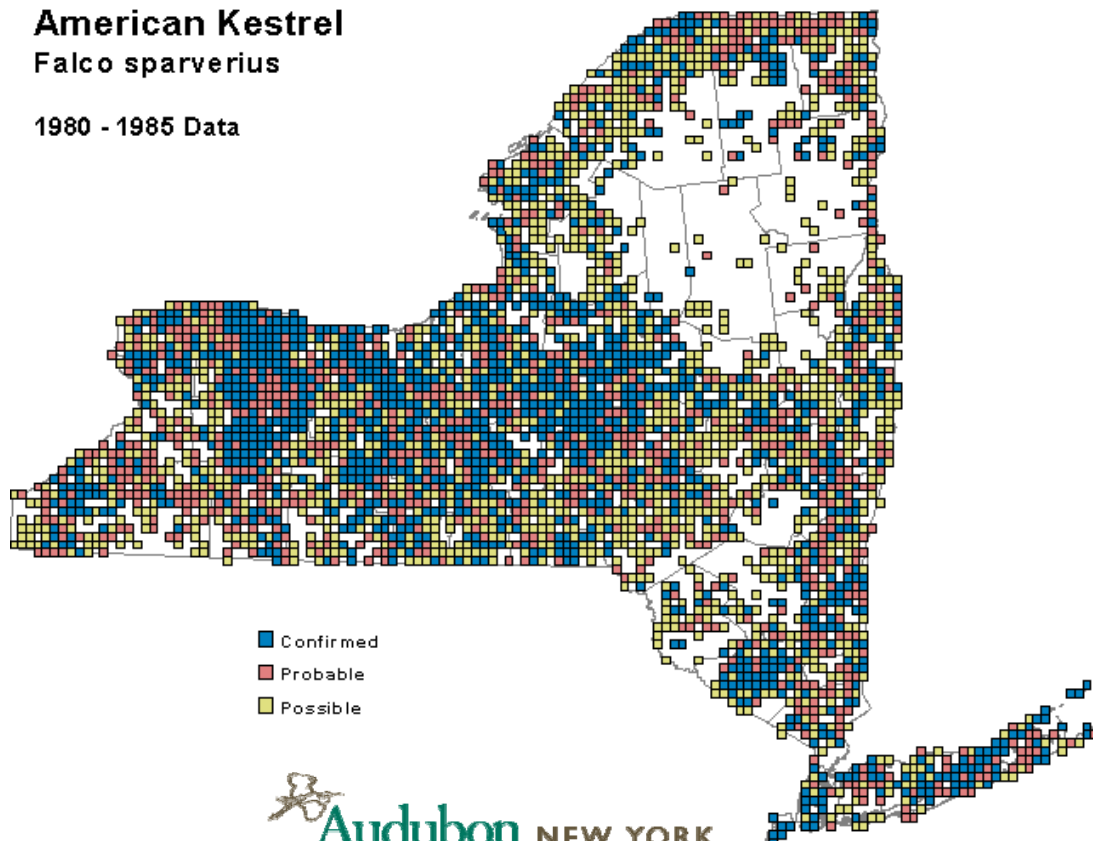 American Kestrel
Falco sparverius
1980 - 1985 Data
Confirmed
Probable
Possible
Audubon NEW YORK